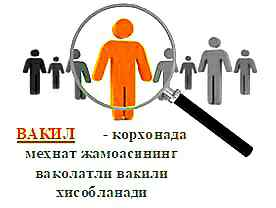 ВАКИЛ - корхонада
меҳнат жамоасининг
ваколатли вакили
ҳисобланади